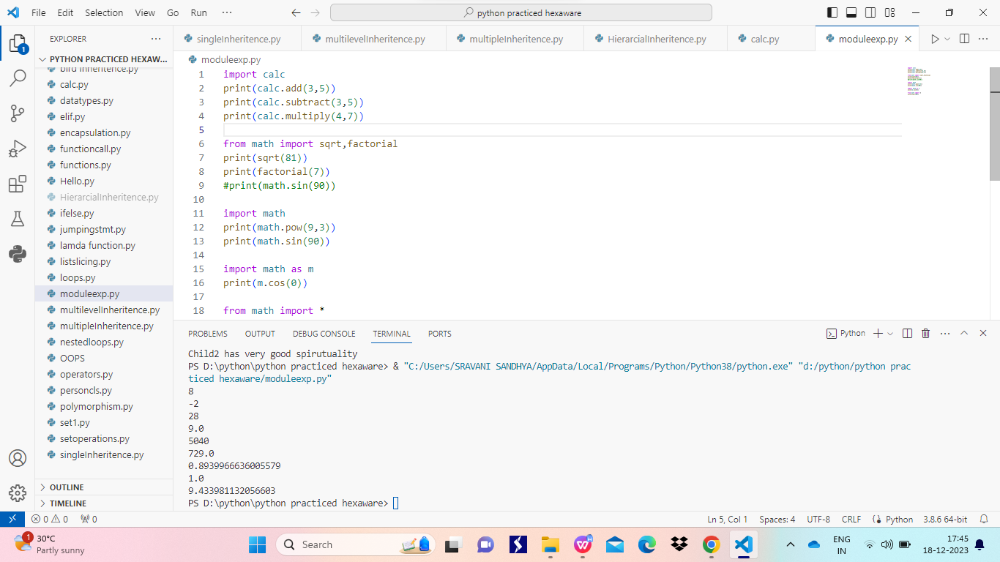 File Edit Selection View Go Run ··· python practiced hexaware
EXPLORER ···
singleInheritence.py multilevelInheritence.py multipleInheritence.py HierarcialInheritence.py calc.py moduleexp.py
1
PYTHON PRACTICED HEXAW...
bird inheritence.py
calc.py
datatypes.py
elif.py
encapsulation.py
functioncall.py
functions.py
Hello.py
HierarcialInheritence.py
ifelse.py
jumpingstmt.py
lamda function.py
listslicing.py
loops.py
moduleexp.py
multilevelInheritence.py
multipleInheritence.py
nestedloops.py
OOPS
operators.py
personcls.py
polymorphism.py
set1.py
setoperations.py
singleInheritence.py
OUTLINE
TIMELINE
moduleexp.py
1 import calc
2 print(calc.add(3,5))
3 print(calc.subtract(3,5))
4 print(calc.multiply(4,7))
5
6 from math import sqrt,factorial
7 print(sqrt(81))
8 print(factorial(7))
9 #print(math.sin(90))
10
11 import math
12 print(math.pow(9,3))
13 print(math.sin(90))
14
15 import math as m
16 print(m.cos(0))
17
18 from math import *
PROBLEMS OUTPUT DEBUG CONSOLE TERMINAL PORTS Python
Child2 has very good spirutuality
PS D:\python\python practiced hexaware> & "C:/Users/SRAVANI SANDHYA/AppData/Local/Programs/Python/Python38/python.exe" "d:/python/python prac
ticed hexaware/moduleexp.py"
8
-2
28
9.0
5040
729.0
0.8939966636005579
1.0
9.433981132056603
PS D:\python\python practiced hexaware>
0 0 0 Ln 5, Col 1 Spaces: 4 UTF-8 CRLF Python 3.8.6 64-bit
1
30°C
Partly sunny
Search
ENG
IN
17:45
18-12-2023